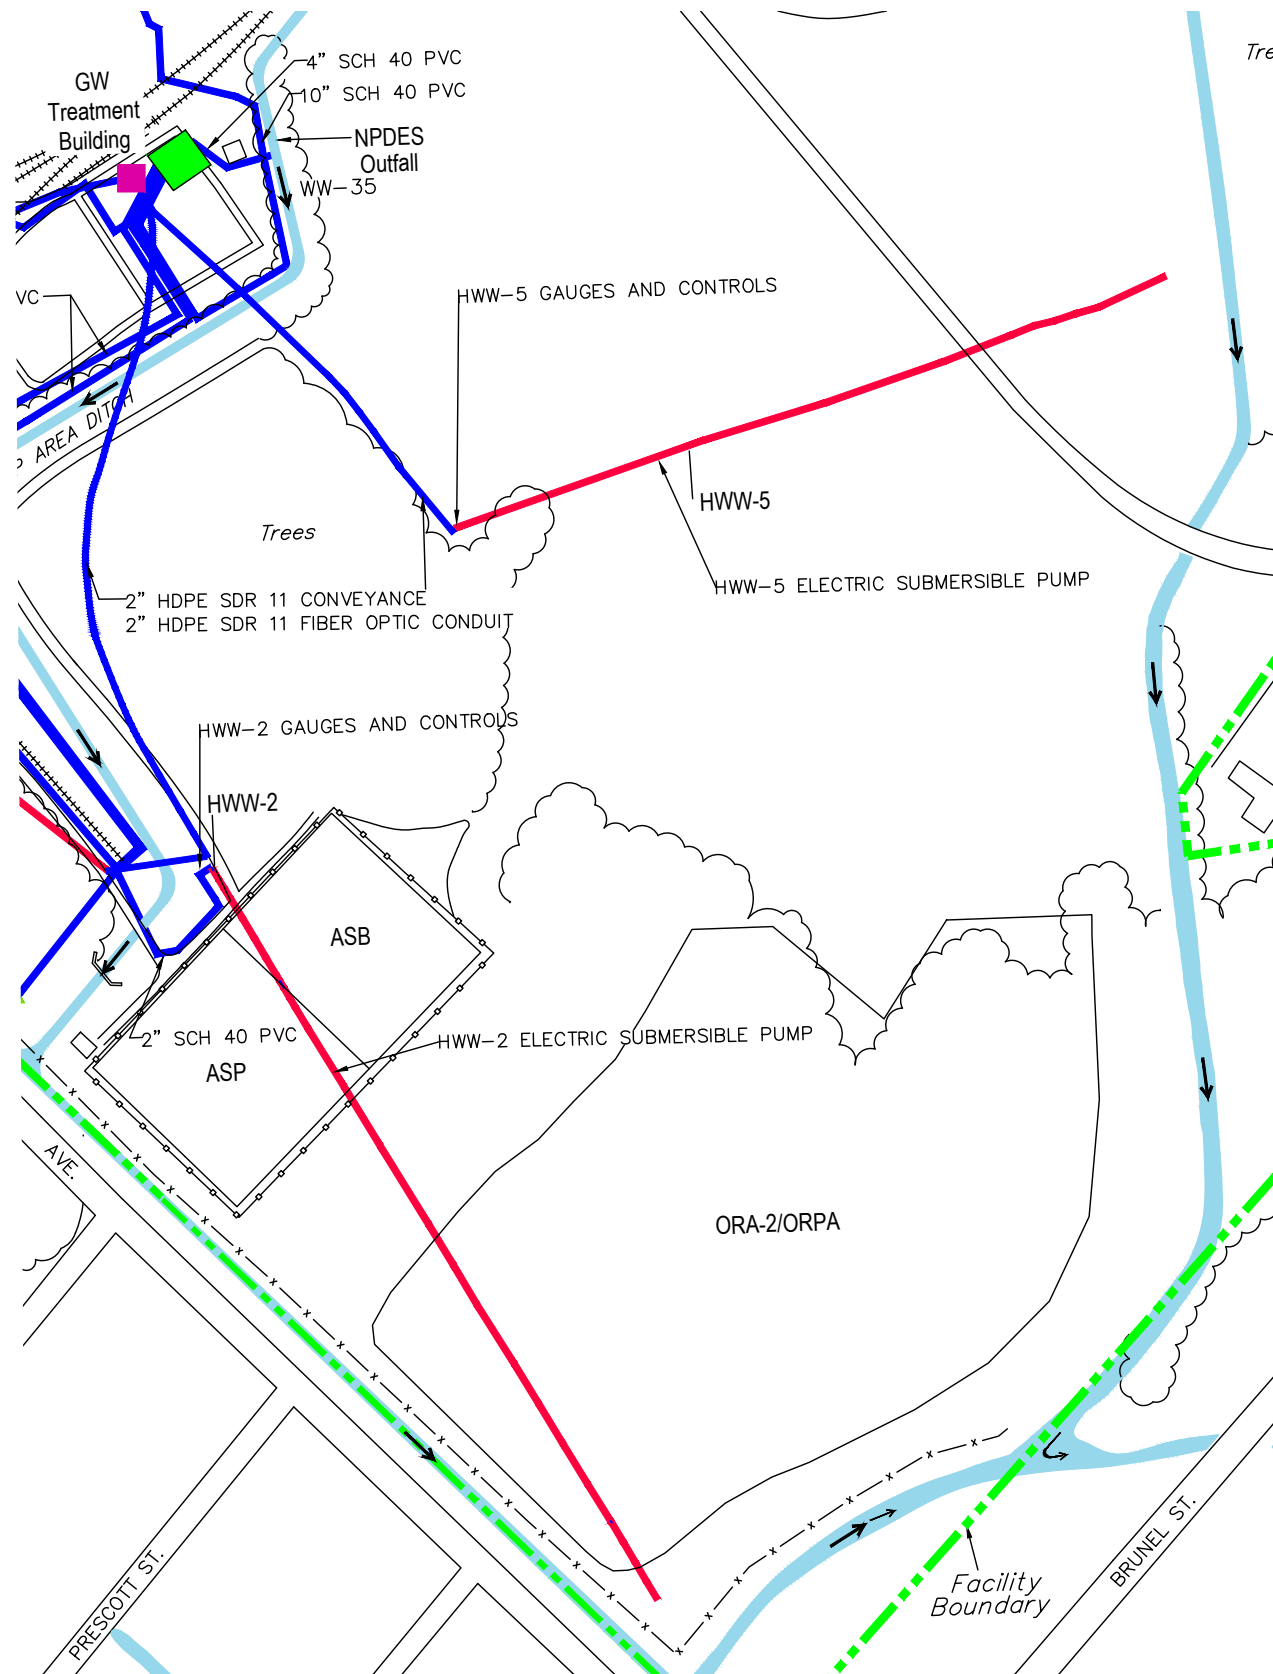 4” SCH 40 PVC
Tre
GW
Treatment
Building
10” SCH 40 PVC
NPDES
Outfall
WW-35
HWW-5 GAUGES AND CONTROLS
VC
AREA DITCH
HWW-5
Trees
HWW-5 ELECTRIC SUBMERSIBLE PUMP
2” HDPE SDR 11 CONVEYANCE
2” HDPE SDR 11 FIBER OPTIC CONDUIT
HWW-2 GAUGES AND CONTROLS
HWW-2
ASB
2” SCH 40 PVC
HWW-2 ELECTRIC SUBMERSIBLE PUMP
ASP
AVE.
ORA-2/ORPA
PRESCOTT ST.
BRUNEL ST.
Facility
Boundary